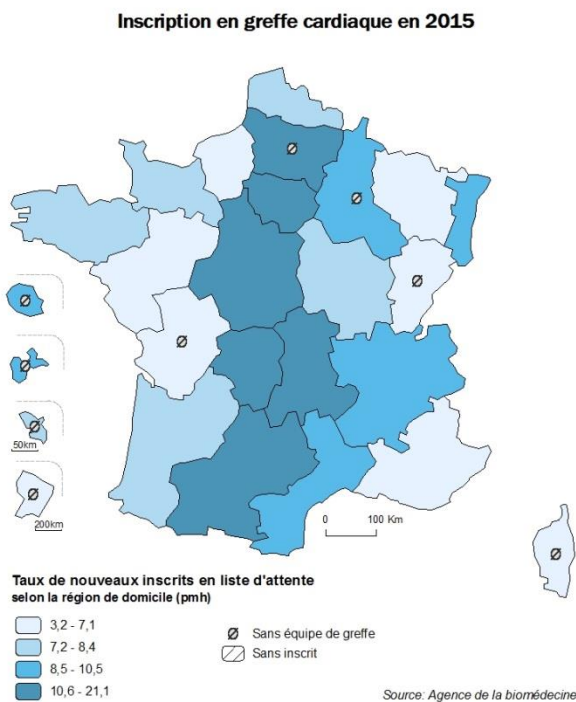 Inscription en greffe cardiaque en 2015
50km
200km
0 100 Km
Taux de nouveaux inscrits en liste d'attente
selon la région de domicile (pmh)
3,2 - 7,1
7,2 - 8,4
8,5 - 10,5
10,6 - 21,1
Sans équipe de greffe
Sans inscrit
Source: Agence de la biomédecine